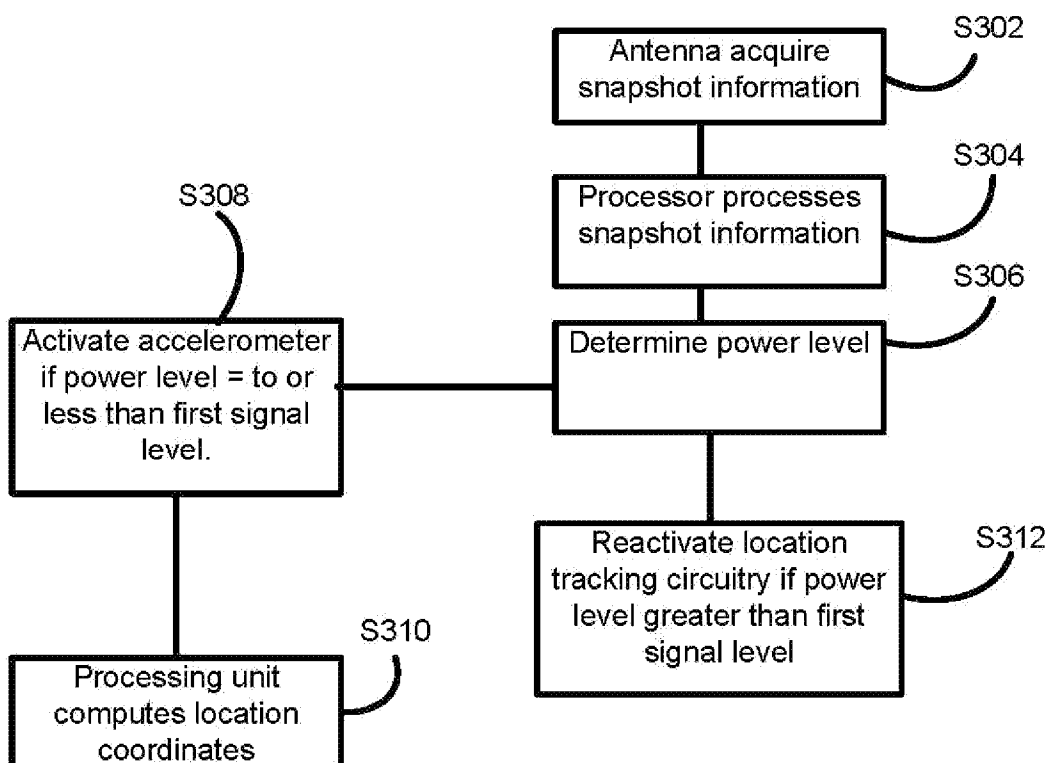 S302
Antenna acquire
snapshot information
S304
Processor processes
snapshot information
S306
Determine power level
S308
Activate accelerometer
if power level = to or
less than first signal
level.
S312
Reactivate location
tracking circuitry if power
level greater than first
signal level
S310
Processing unit
computes location
coordinates